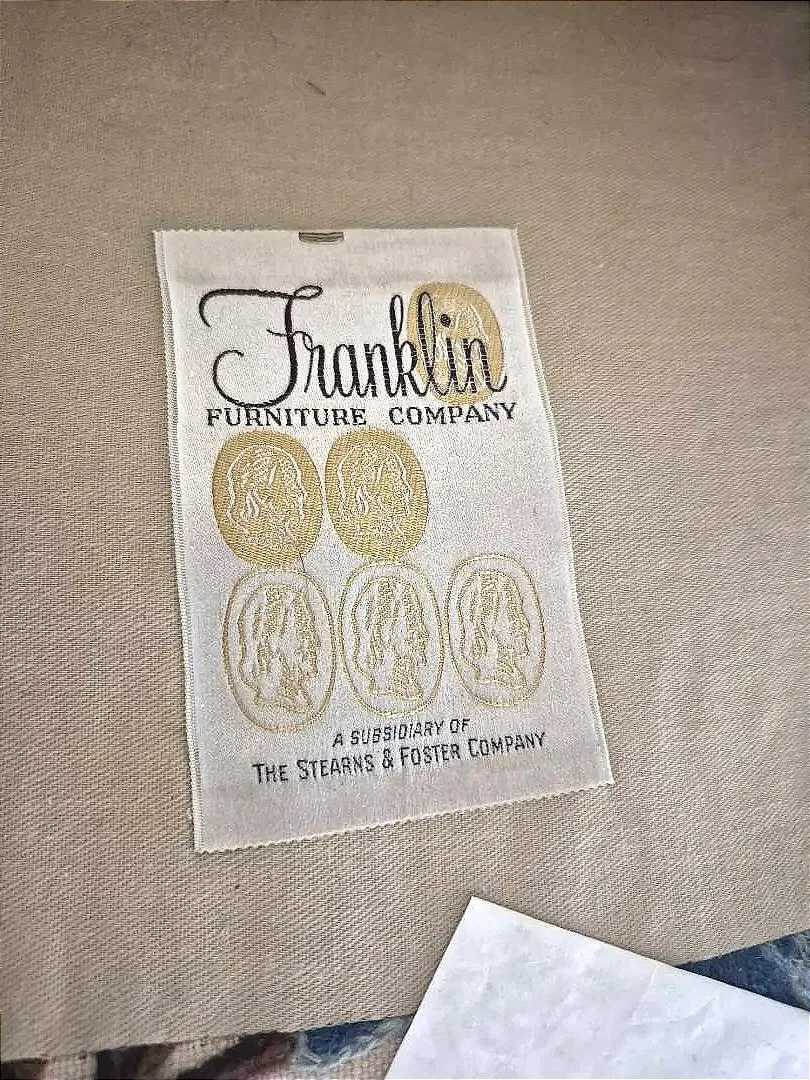 Franklin
FURNITURE COMPANY
A SUBSIDIARY OF
THE STEARNS & FOSTER COMPANY